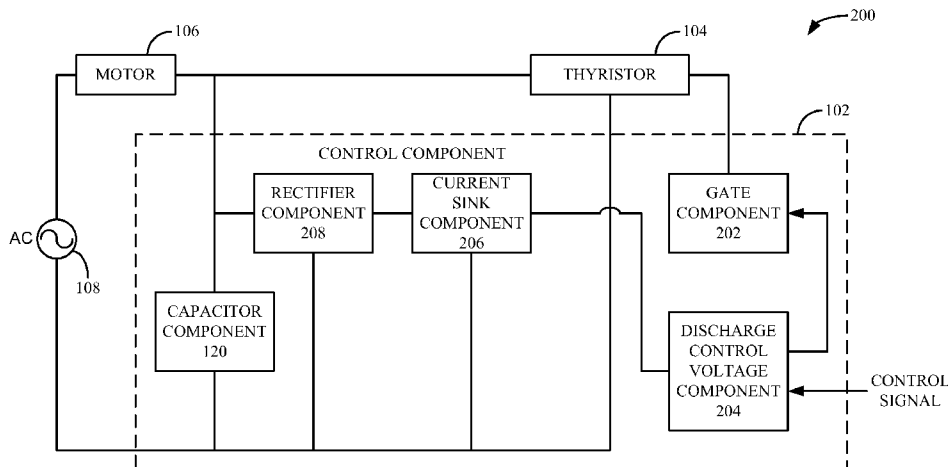 200
106
104
MOTOR
THYRISTOR
102
CONTROL COMPONENT
RECTIFIER
COMPONENT
208
CURRENT
SINK
COMPONENT
206
GATE
COMPONENT
202
AC
108
CAPACITOR
COMPONENT
120
DISCHARGE
CONTROL
VOLTAGE
COMPONENT
204
CONTROL
SIGNAL